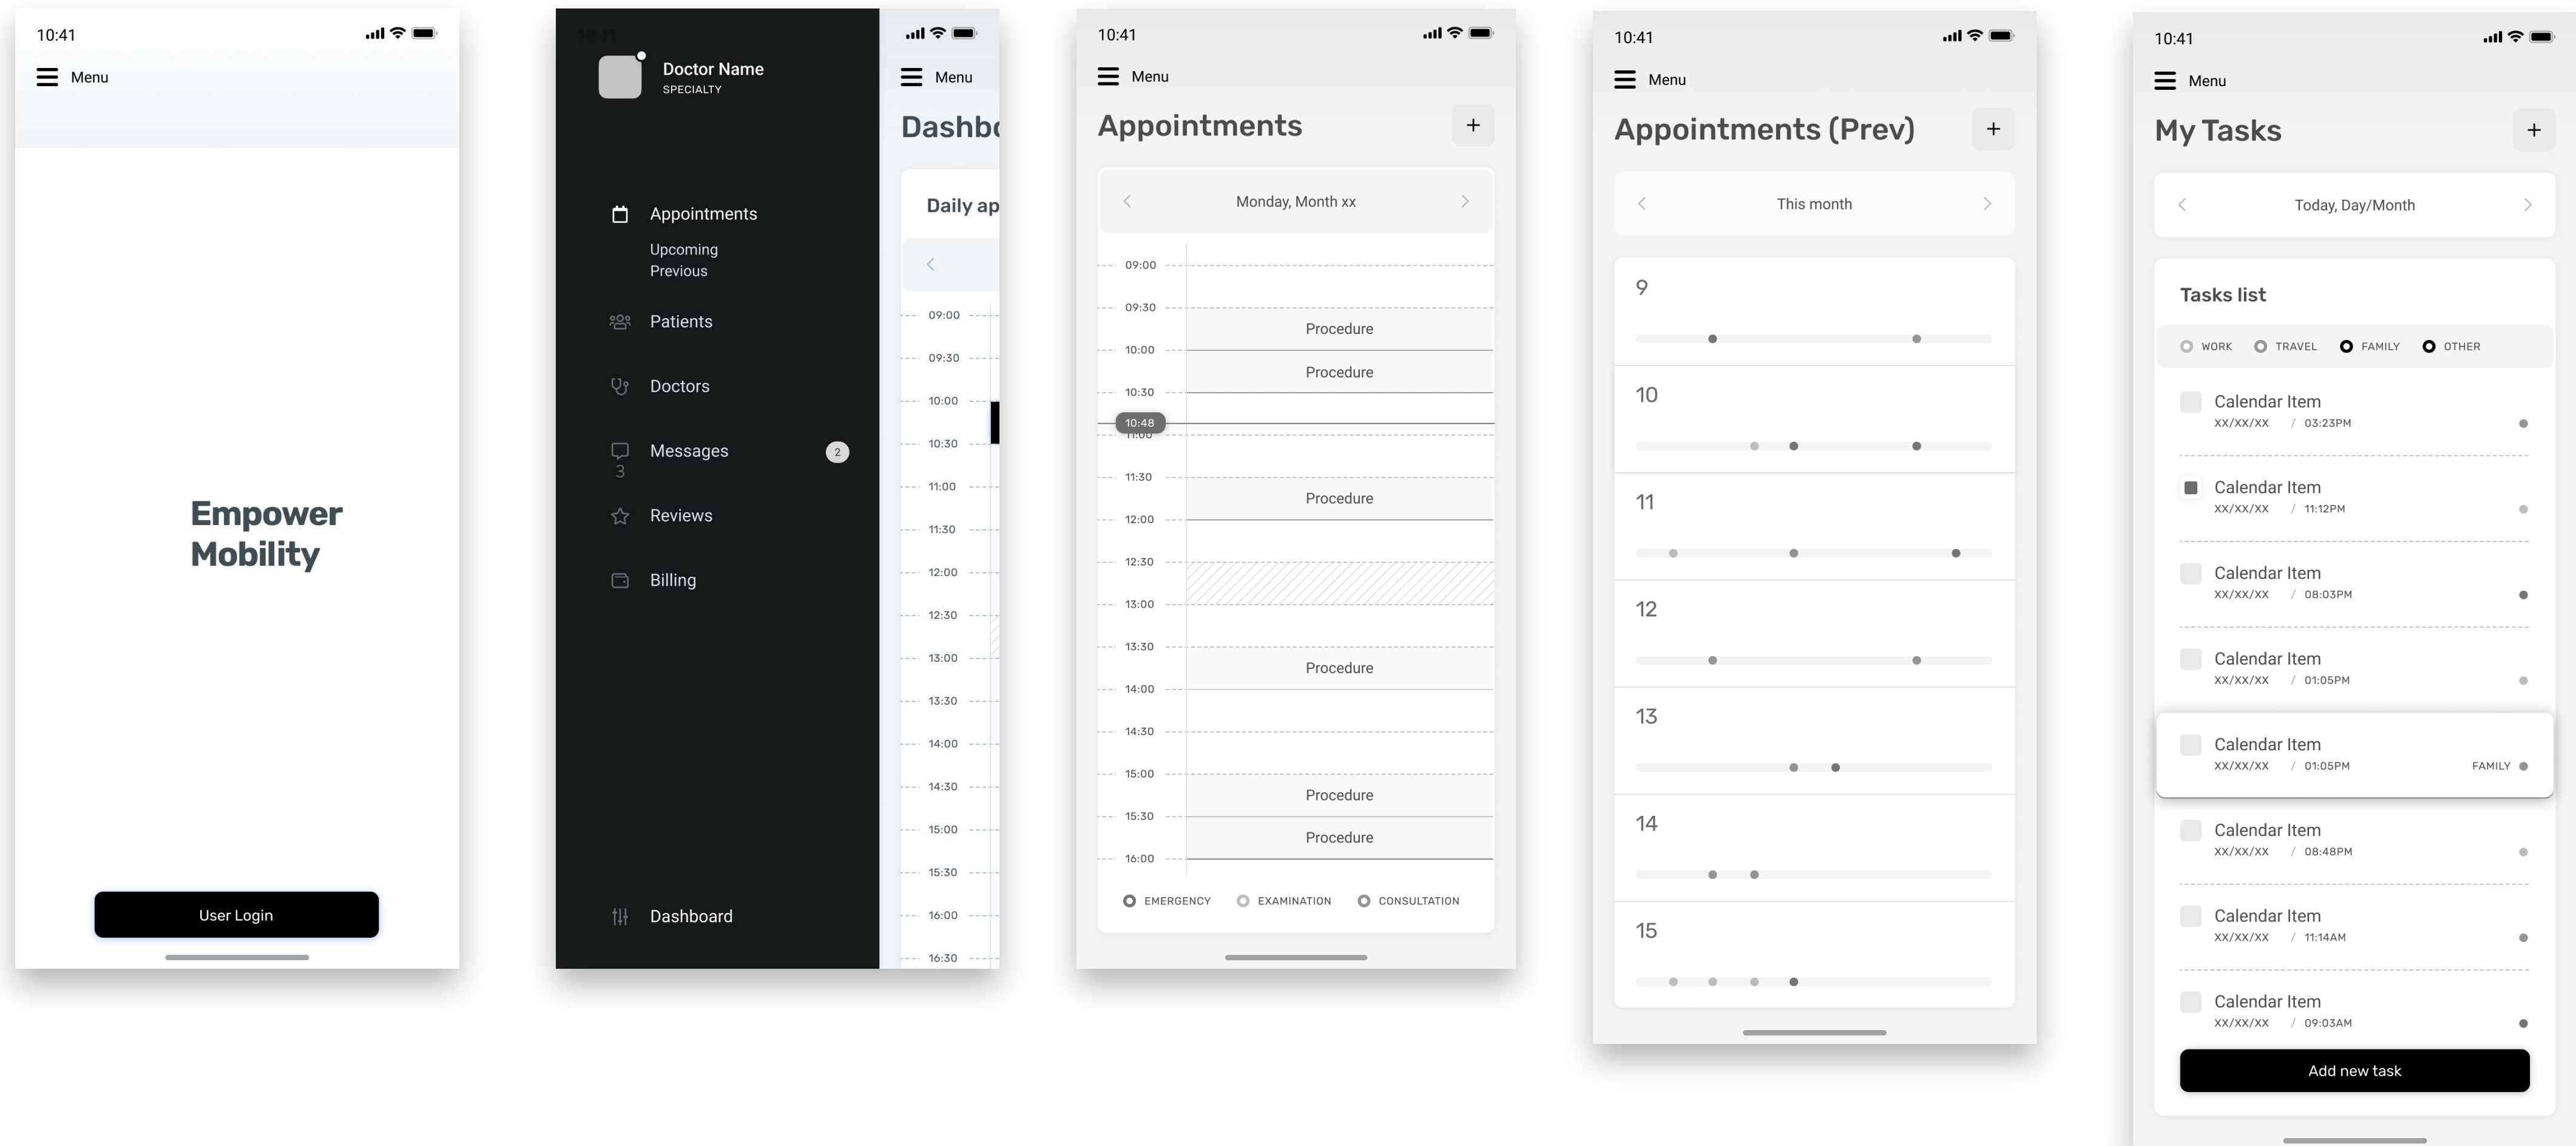 10:41
Menu
Empower
Mobility
User Login
Doctor Name
SPECIALTY
Appointments
Upcoming
Previous
Patients
Doctors
Messages 2
3
Reviews
Billing
Dashboard
Menu
Dashbo
Daily ap
09:00
09:30
10:00
10:30
11:00
11:30
12:00
12:30
13:00
13:30
14:00
14:30
15:00
15:30
16:00
16:30
10:41
Menu
Appointments +
Monday, Month xx
09:00
09:30
Procedure
10:00
Procedure
10:30
10:48
11:00
11:30
Procedure
12:00
12:30
13:00
13:30
Procedure
14:00
14:30
15:00
Procedure
15:30
Procedure
16:00
EMERGENCY EXAMINATION CONSULTATION
10:41
Menu
Appointments (Prev) +
This month
9
10
11
12
13
14
15
10:41
Menu
My Tasks +
Today, Day/Month
Tasks list
WORK TRAVEL FAMILY OTHER
Calendar Item
XX/XX/XX / 03:23PM
Calendar Item
XX/XX/XX / 11:12PM
Calendar Item
XX/XX/XX / 08:03PM
Calendar Item
XX/XX/XX / 01:05PM
Calendar Item
XX/XX/XX / 01:05PM FAMILY
Calendar Item
XX/XX/XX / 08:48PM
Calendar Item
XX/XX/XX / 11:14AM
Calendar Item
XX/XX/XX / 09:03AM
Add new task